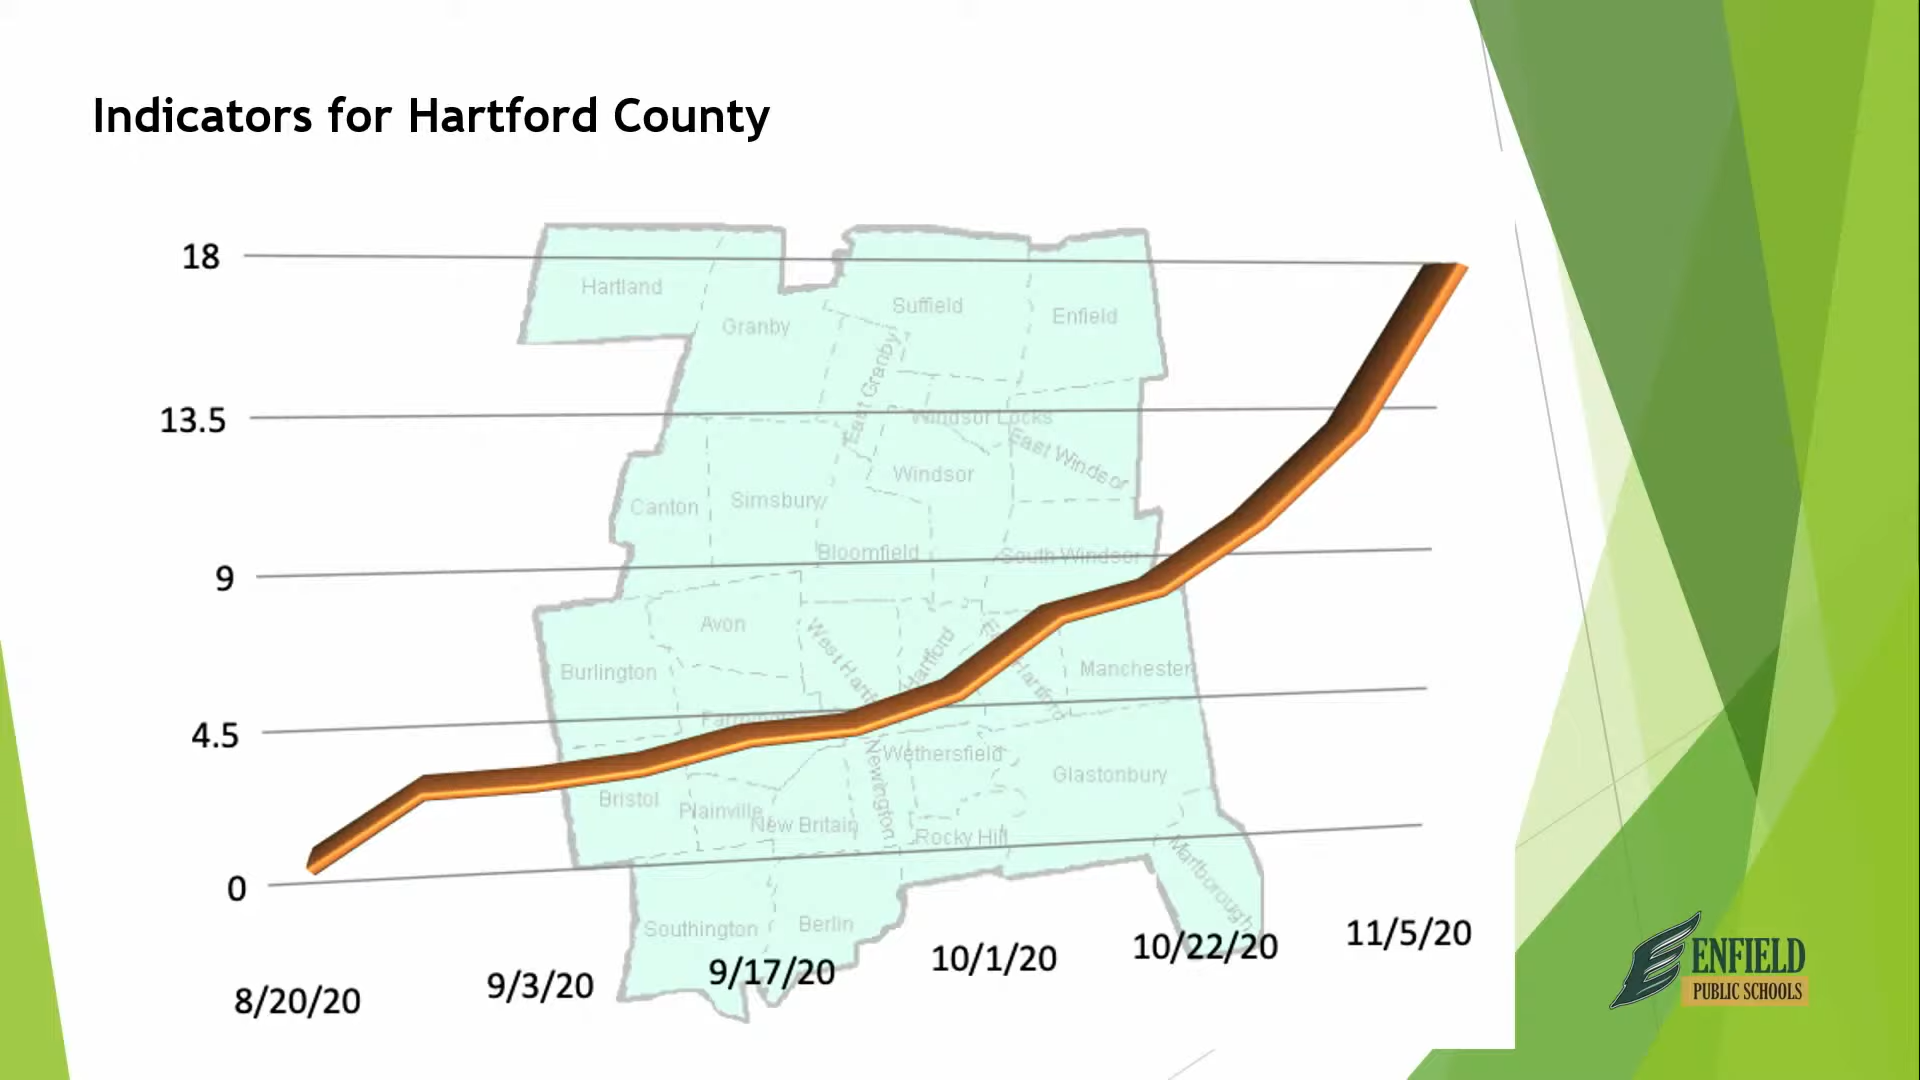 Indicators for Hartford County
18
13.5
9
4.5
0
Hartland
Granby
Suffield
Enfield
East Granby
Windsor Locks
East Windsor
Windsor
Canton
Simsbury
Bloomfield
South Windsor
Avon
Burlington
Hartford
Manchester
Hartford
Newington
Wethersfield
Glastonbury
Bristol
Plainville
New Britain
Rocky Hill
Marlborough
Southington
Berlin
8/20/20
9/3/20
9/17/20
10/1/20
10/22/20
11/5/20
ENFIELD
PUBLIC SCHOOLS